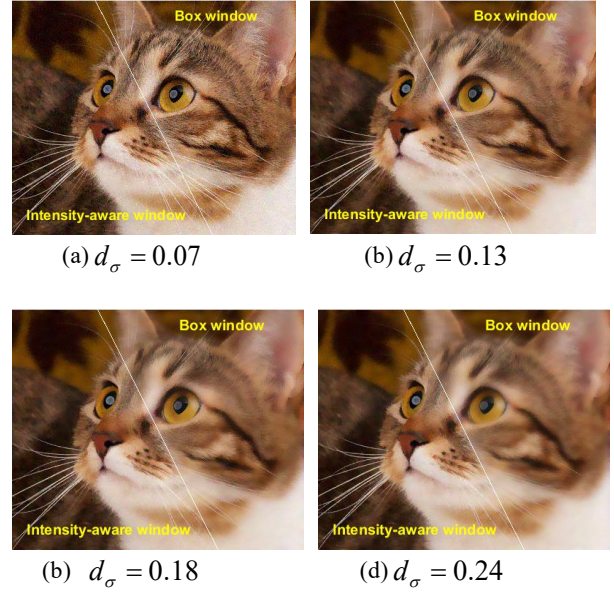 Box window
Intensity-aware window
(a) d_σ = 0.07
Box window
Intensity-aware window
(b) d_σ = 0.13
Box window
Intensity-aware window
(b) d_σ = 0.18
Box window
Intensity-aware window
(d) d_σ = 0.24